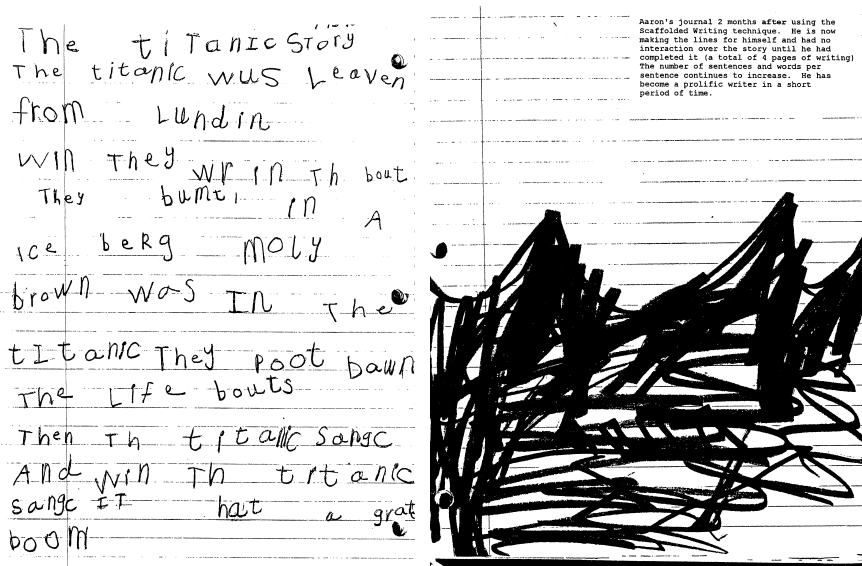 The tiTanic Story
The titanic wus Leaven
from Lundin
win They wr in Th bout
They bumt in A
ice berg Moly
brown was In The
tItanic They poot bawn
The Life bouts
Then Th titanic sangc
And win Th titanic
sangc IT hat a grat
boom
Aaron's journal 2 months after using the
Scaffolded Writing technique. He is now
making the lines for himself and had no
interaction over the story until he had
completed it (a total of 4 pages of writing)
The number of sentences and words per
sentence continues to increase. He has
become a prolific writer in a short
period of time.